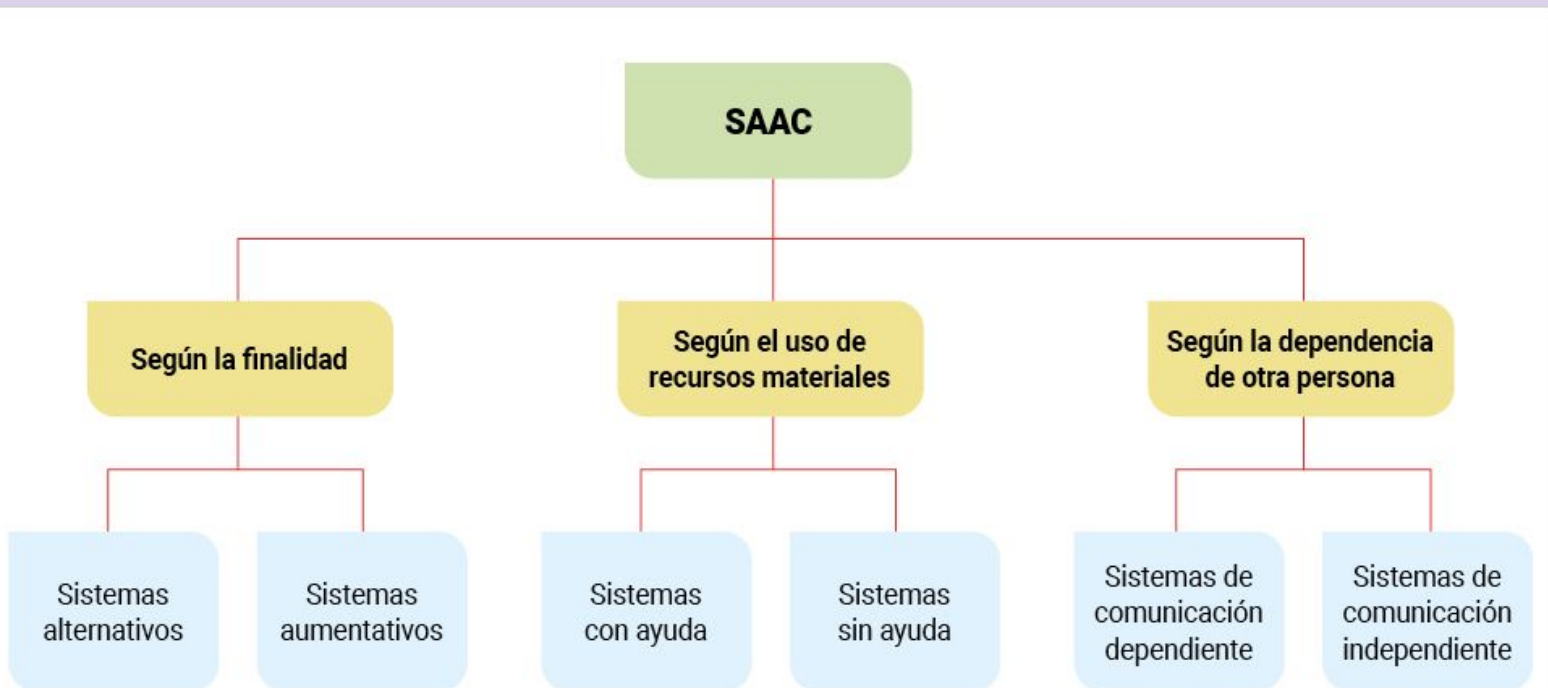 SAAC
Según la finalidad
Según el uso de
recursos materiales
Según la dependencia
de otra persona
Sistemas
alternativos
Sistemas
aumentativos
Sistemas
con ayuda
Sistemas
sin ayuda
Sistemas de
comunicación
dependiente
Sistemas de
comunicación
independiente